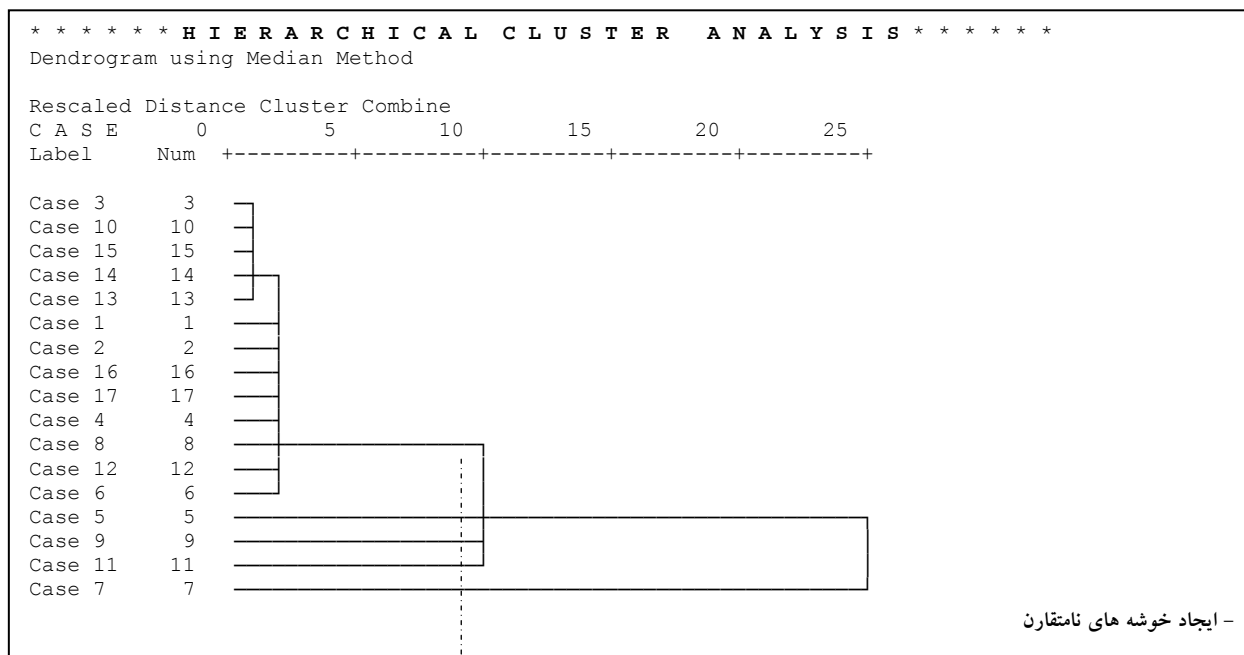 * * * * * * H I E R A R C H I C A L   C L U S T E R   A N A L Y S I S * * * * * *
Dendrogram using Median Method
Rescaled Distance Cluster Combine
C A S E 0 5 10 15 20 25
Label Num +---------+---------+---------+---------+---------+
Case 3 3
Case 10 10
Case 15 15
Case 14 14
Case 13 13
Case 1 1
Case 2 2
Case 16 16
Case 17 17
Case 4 4
Case 8 8
Case 12 12
Case 6 6
Case 5 5
Case 9 9
Case 11 11
Case 7 7
- ایجاد خوشه های نامتقارن